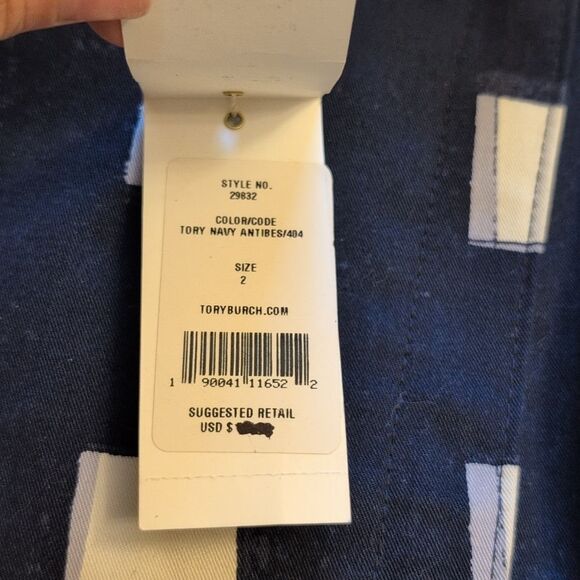 STYLE NO.
29832
COLOR/CODE
TORY NAVY ANTIBES/404
SIZE
2
TORYBURCH.COM
1 90041 11652 2
SUGGESTED RETAIL
USD $